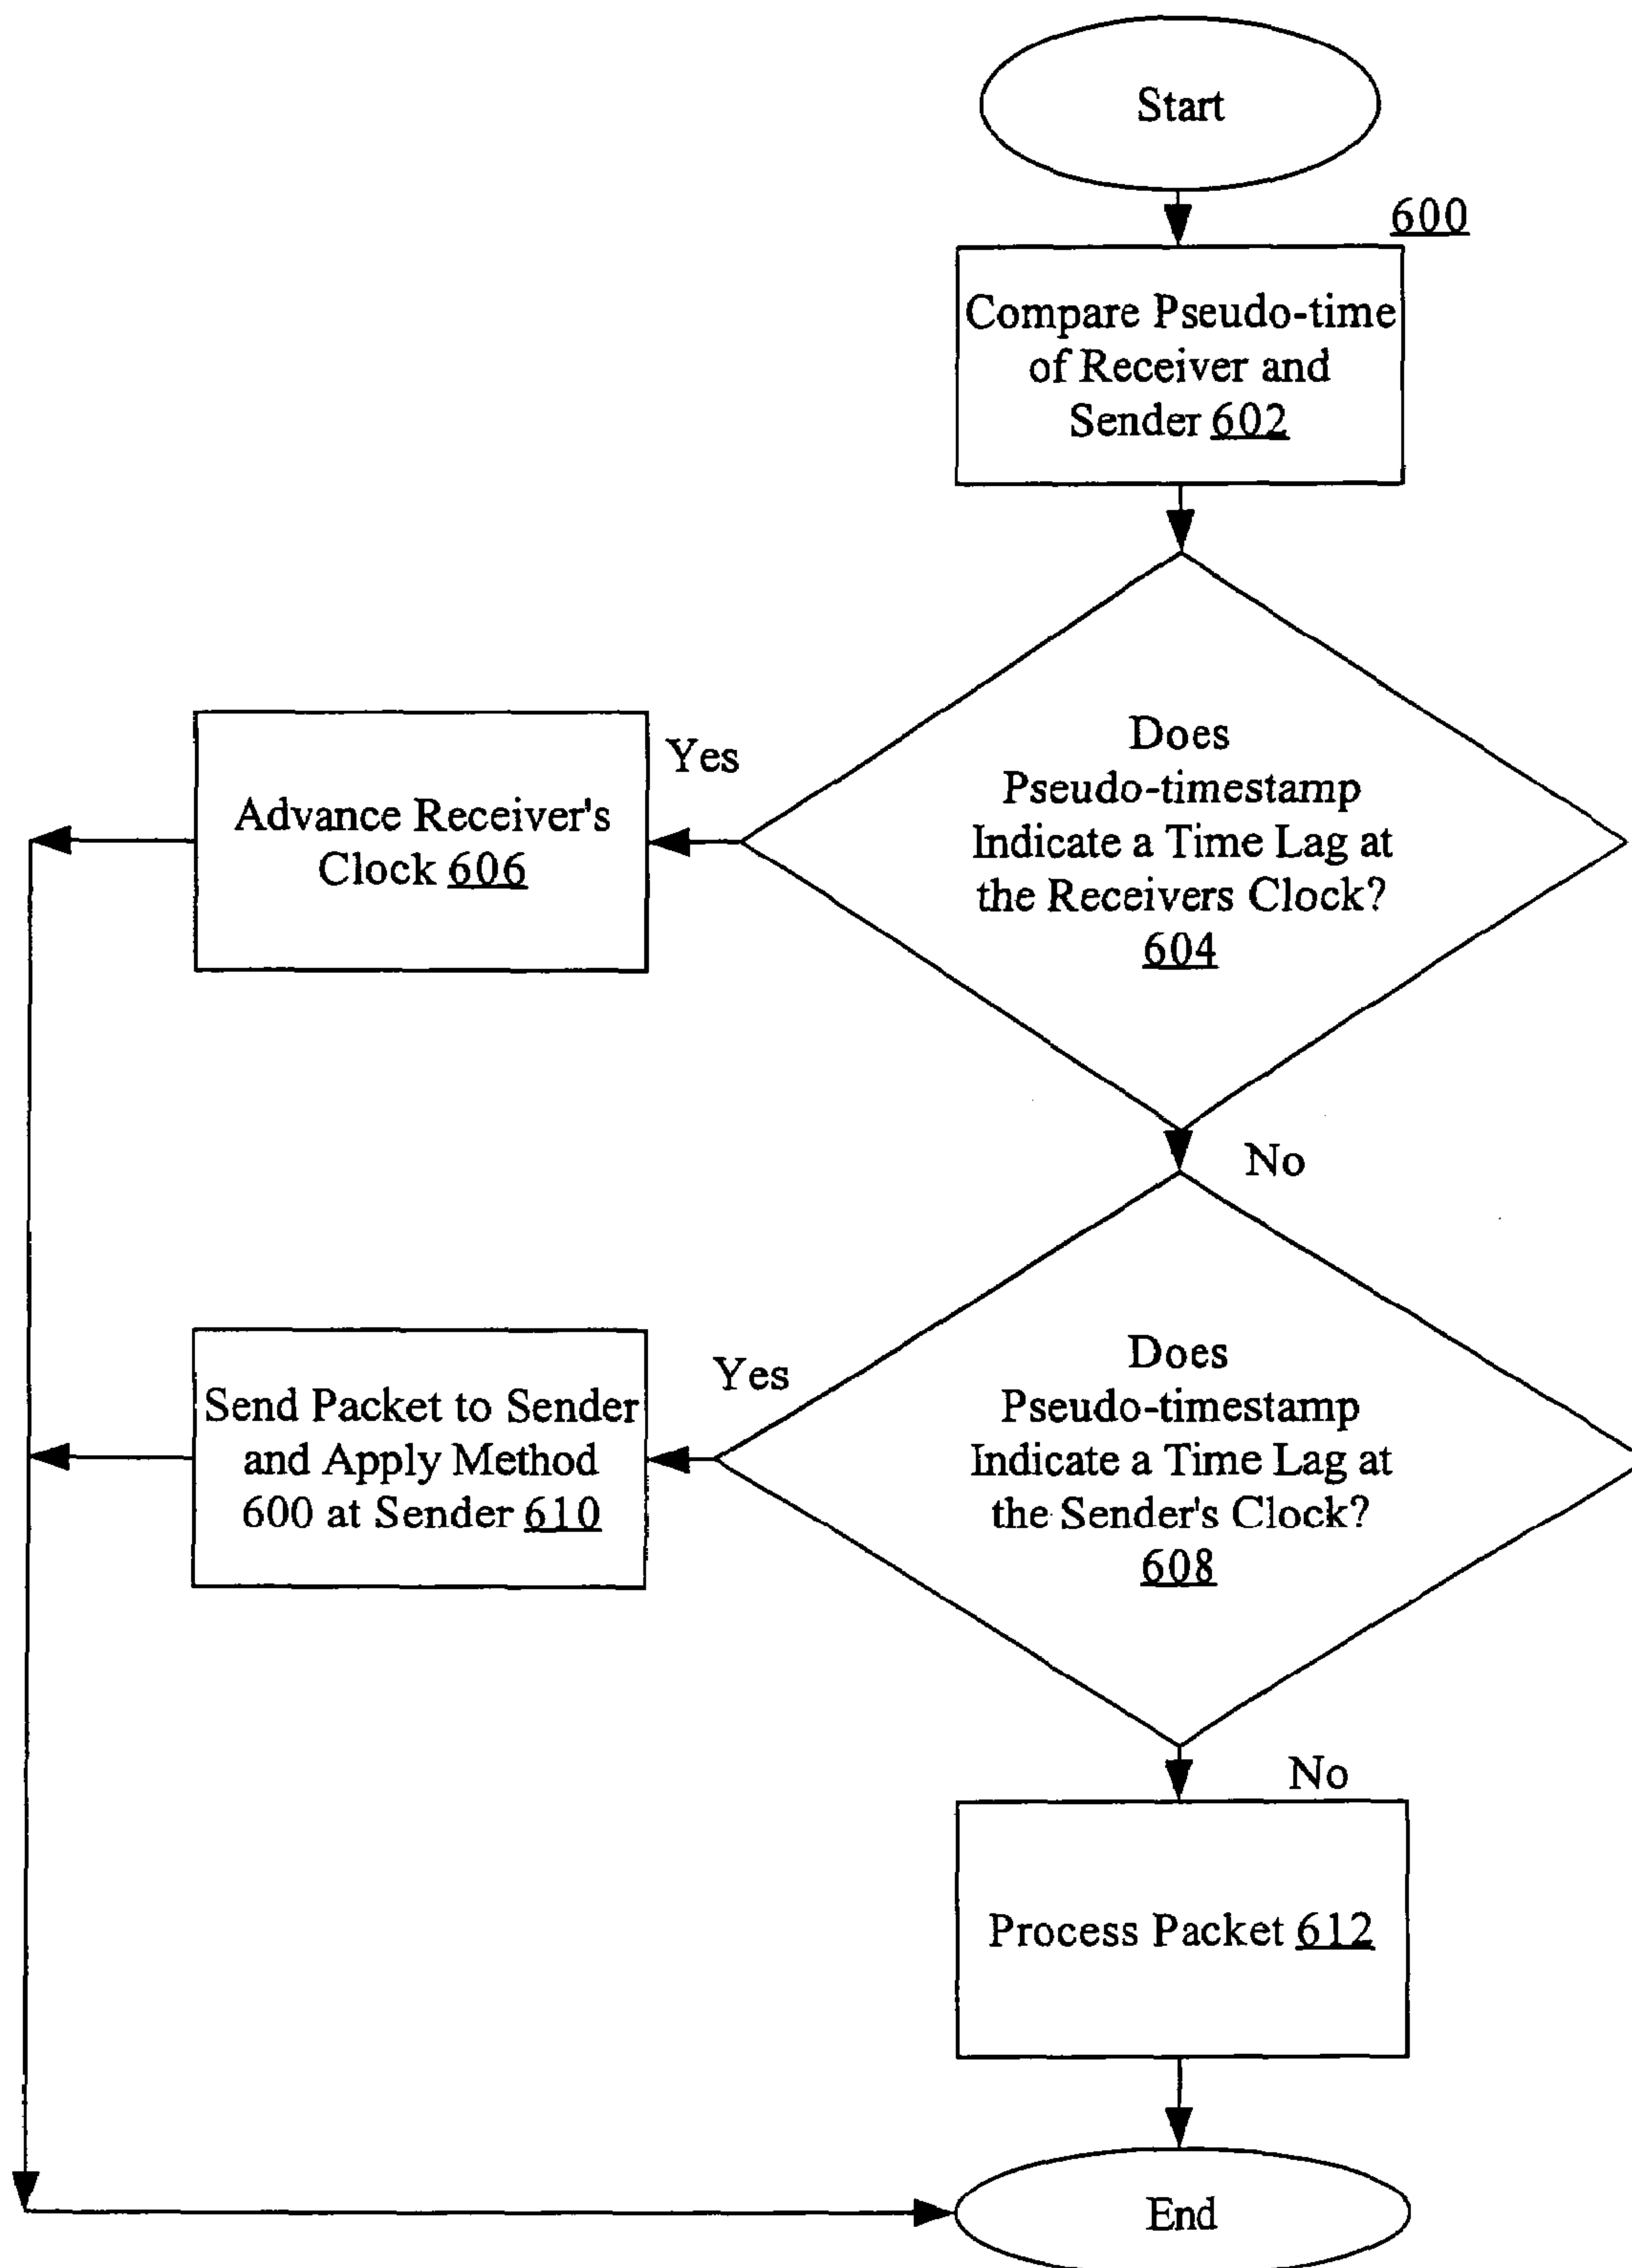 Start
600
Compare Pseudo-time
of Receiver and
Sender 602
Does
Pseudo-timestamp
Indicate a Time Lag at
the Receivers Clock?
604
Yes
Advance Receiver's
Clock 606
No
Does
Pseudo-timestamp
Indicate a Time Lag at
the Sender's Clock?
608
Yes
Send Packet to Sender
and Apply Method
600 at Sender 610
No
Process Packet 612
End